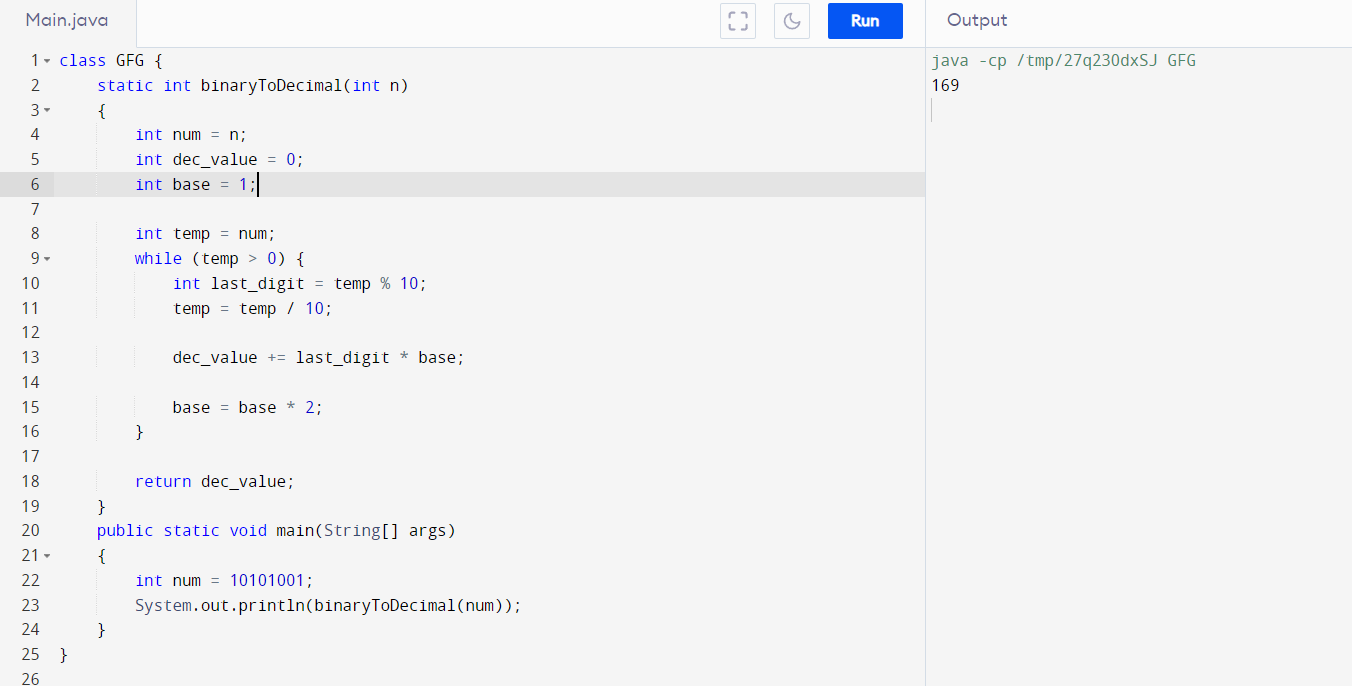 Main.java
Run
Output
1 class GFG {
2     static int binaryToDecimal(int n)
3     {
4         int num = n;
5         int dec_value = 0;
6         int base = 1;
7
8         int temp = num;
9         while (temp > 0) {
10             int last_digit = temp % 10;
11             temp = temp / 10;
12
13             dec_value += last_digit * base;
14
15             base = base * 2;
16         }
17
18         return dec_value;
19     }
20     public static void main(String[] args)
21     {
22         int num = 10101001;
23         System.out.println(binaryToDecimal(num));
24     }
25 }
26
java -cp /tmp/27q23OdxSJ GFG
169